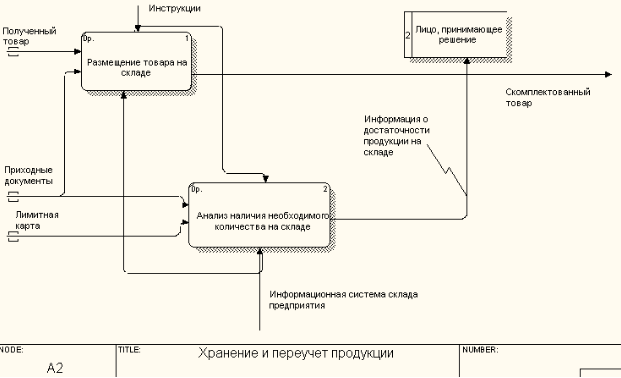 Инструкции
Полученный
товар
0р.
1
Размещение товара на
складе
2
Лицо, принимающее
решение
Скомплектованный
товар
Информация о
достаточности
продукции на
складе
Приходные
документы
0р.
2
Анализ наличия необходимого
количества на складе
Лимитная
карта
Информационная система склада
предприятия
NODE:
A2
TITLE:
Хранение и переучет продукции
NUMBER: